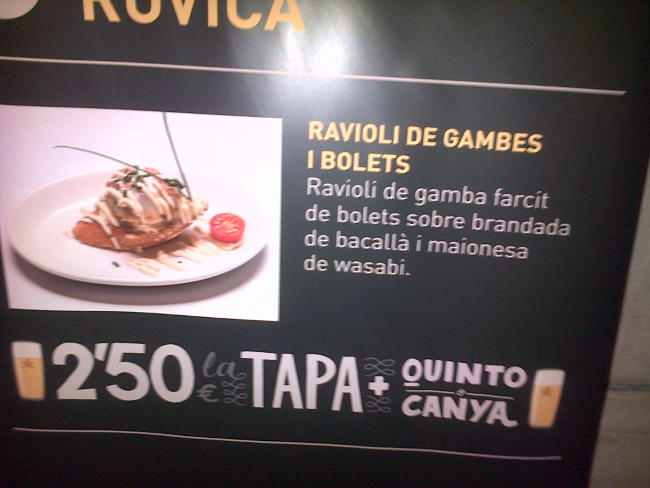 ROVICA
RAVIOLI DE GAMBES
I BOLETS
Ravioli de gamba farcit
de bolets sobre brandada
de bacallà i maionesa
de wasabi.
2'50 € la TAPA + QUINTO
CANYA